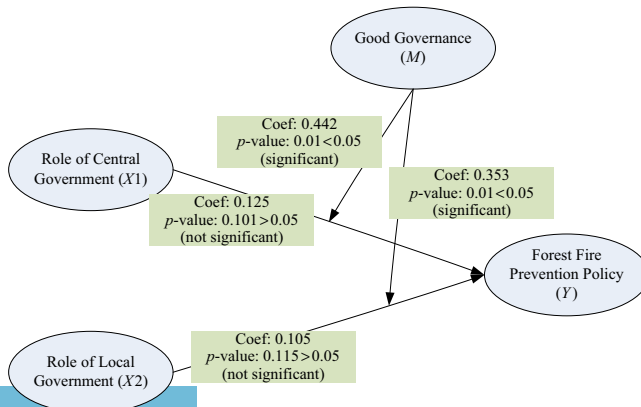 Good Governance
(M)
Coef: 0.442
p-value: 0.01<0.05
(significant)
Role of Central
Government (X1)
Coef: 0.353
p-value: 0.01<0.05
(significant)
Coef: 0.125
p-value: 0.101>0.05
(not significant)
Forest Fire
Prevention Policy
(Y)
Coef: 0.105
p-value: 0.115>0.05
(not significant)
Role of Local
Government (X2)